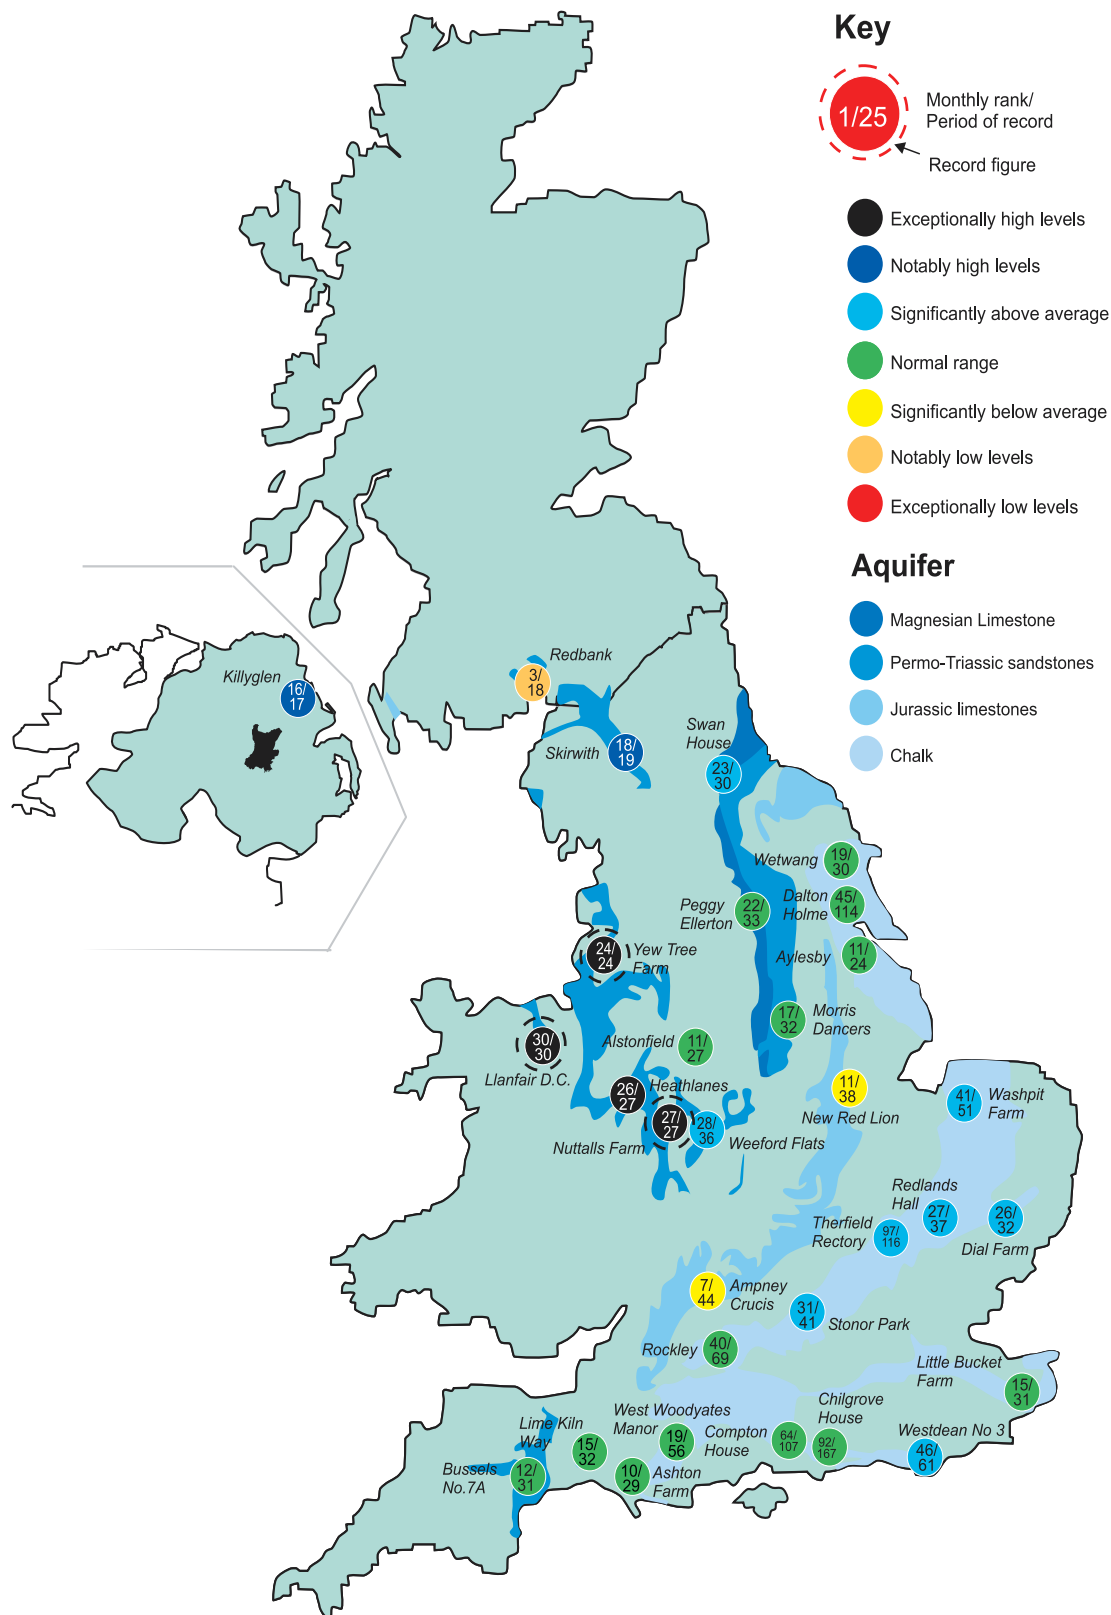 Key
1/25
Monthly rank/
Period of record
Record figure
Exceptionally high levels
Notably high levels
Significantly above average
Normal range
Significantly below average
Notably low levels
Exceptionally low levels
Aquifer
Magnesian Limestone
Permo-Triassic sandstones
Jurassic limestones
Chalk
Redbank
3/
18
Killyglen
16/
17
Skirwith
18/
19
Swan
House
23/
30
Wetwang
19/
30
Peggy
Ellerton
22/
33
Dalton
Holme
45/
114
Yew Tree
Farm
24/
24
Aylesby
11/
24
Morris
Dancers
17/
32
Llanfair D.C.
30/
30
Alstonfield
11/
27
Heathlanes
26/
27
New Red Lion
11/
38
Washpit
Farm
41/
51
Nuttalls Farm
27/
27
Weeford Flats
28/
36
Redlands
Hall
27/
37
Therfield
Rectory
97/
116
Dial Farm
26/
32
Ampney
Crucis
7/
44
Stonor Park
31/
41
Rockley
40/
69
Little Bucket
Farm
15/
31
Chilgrove
House
92/
167
West Woodyates
Manor
19/
56
Compton
House
64/
107
Westdean No 3
46/
61
Lime Kiln
Way
15/
32
Bussels
No.7A
12/
31
Ashton
Farm
10/
29